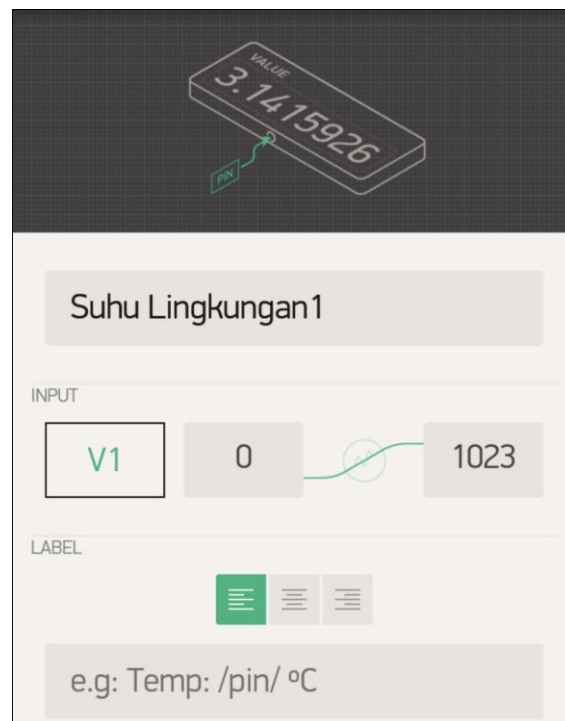 VALUE
3.1415926
PIN
Suhu Lingkungan1
INPUT
V1 0 1023
LABEL
e.g: Temp: /pin/ ºC